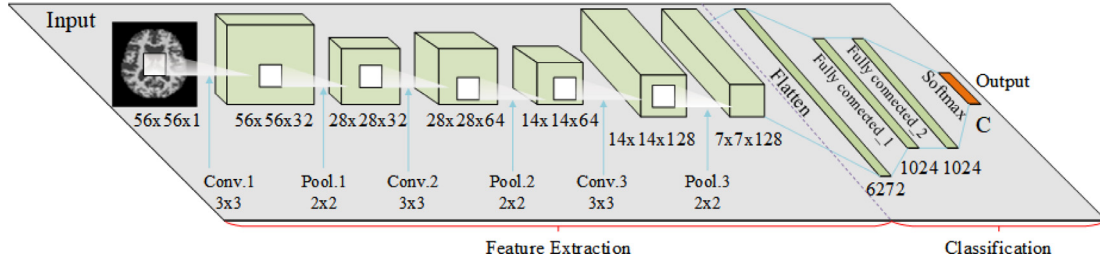 Input
56x56x1
56x56x32
28x28x32
28x28x64
14x14x64
14x14x128
7x7x128
Conv.1
3x3
Pool.1
2x2
Conv.2
3x3
Pool.2
2x2
Conv.3
3x3
Pool.3
2x2
Flatten
6272
Fully connected_1
1024
Fully connected_2
1024
Softmax
C
Output
Feature Extraction
Classification